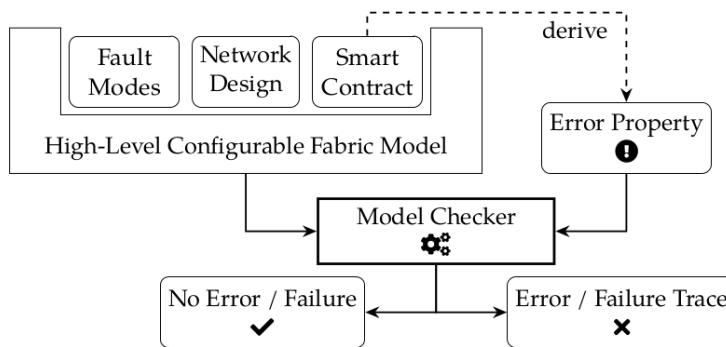 Fault
Modes
Network
Design
Smart
Contract
derive
Error Property
High-Level Configurable Fabric Model
Model Checker
No Error / Failure
Error / Failure Trace